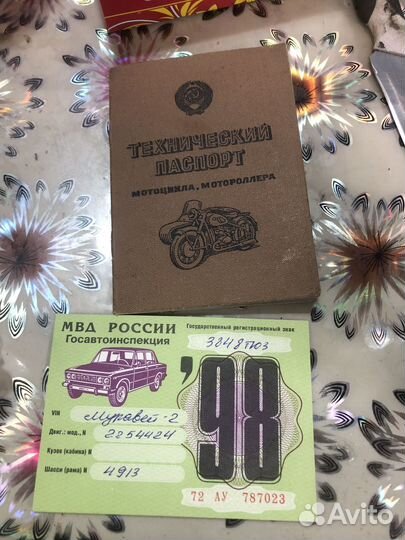 ТЕХНИЧЕСКИЙ
ПАСПОРТ
МОТОЦИКЛА, МОТОРОЛЛЕРА
МВД РОССИИ
Госавтоинспекция
Государственный регистрационный знак
3848ТЮЗ
'98
VIN
Муравей-2
Двиг.: мод., N
2254424
Кузов (кабина) N
Шасси (рама) N
4913
72 АУ 787023
Avito